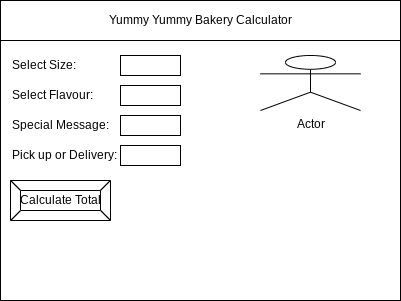 Yummy Yummy Bakery Calculator
Select Size:
Select Flavour:
Special Message:
Pick up or Delivery:
Actor
Calculate Total